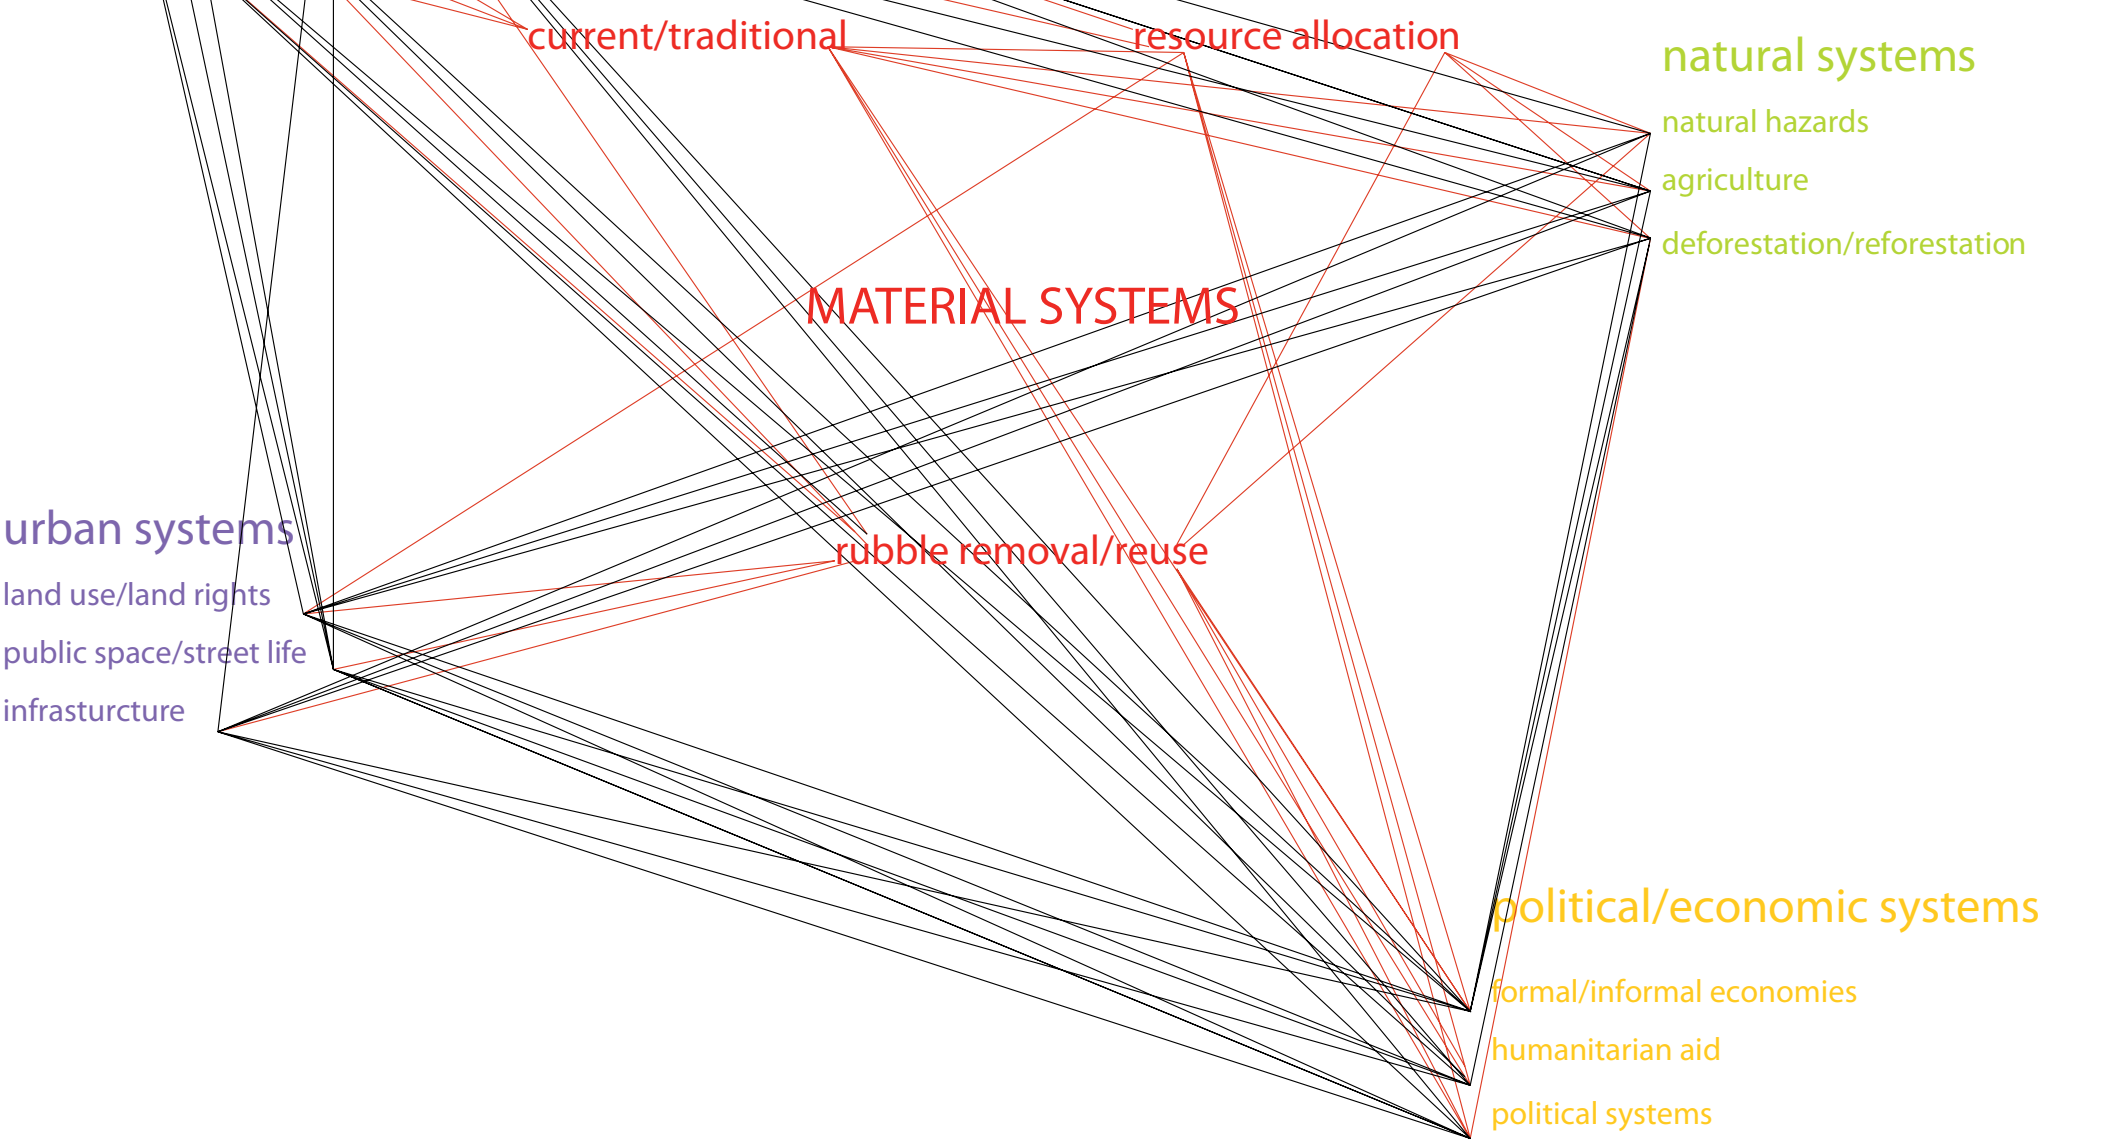 current/traditional
resource allocation
natural systems
natural hazards
agriculture
deforestation/reforestation
MATERIAL SYSTEMS
urban systems
land use/land rights
public space/street life
infrasturcture
rubble removal/reuse
political/economic systems
formal/informal economies
humanitarian aid
political systems